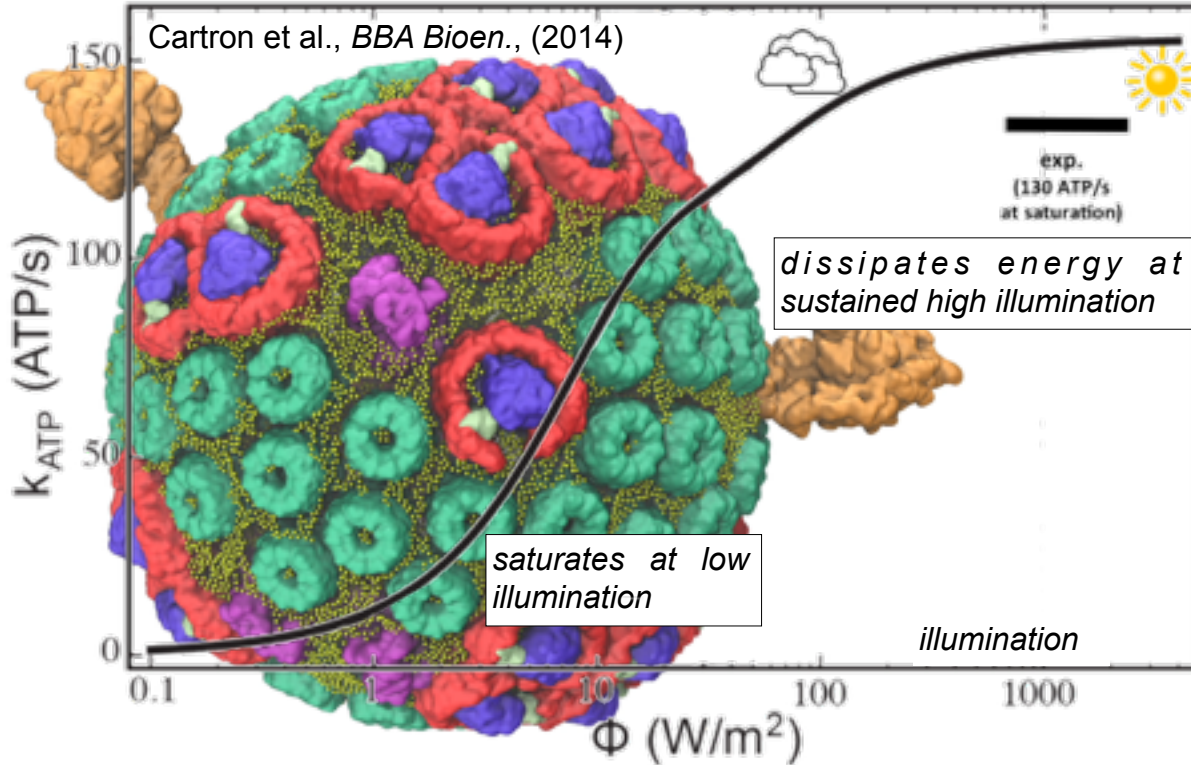 Cartron et al., BBA Bioen., (2014)
150
100
50
0
k_ATP (ATP/s)
exp.
(130 ATP/s
at saturation)
dissipates energy at
sustained high illumination
saturates at low
illumination
illumination
0.1 1 10 100 1000
Φ (W/m²)